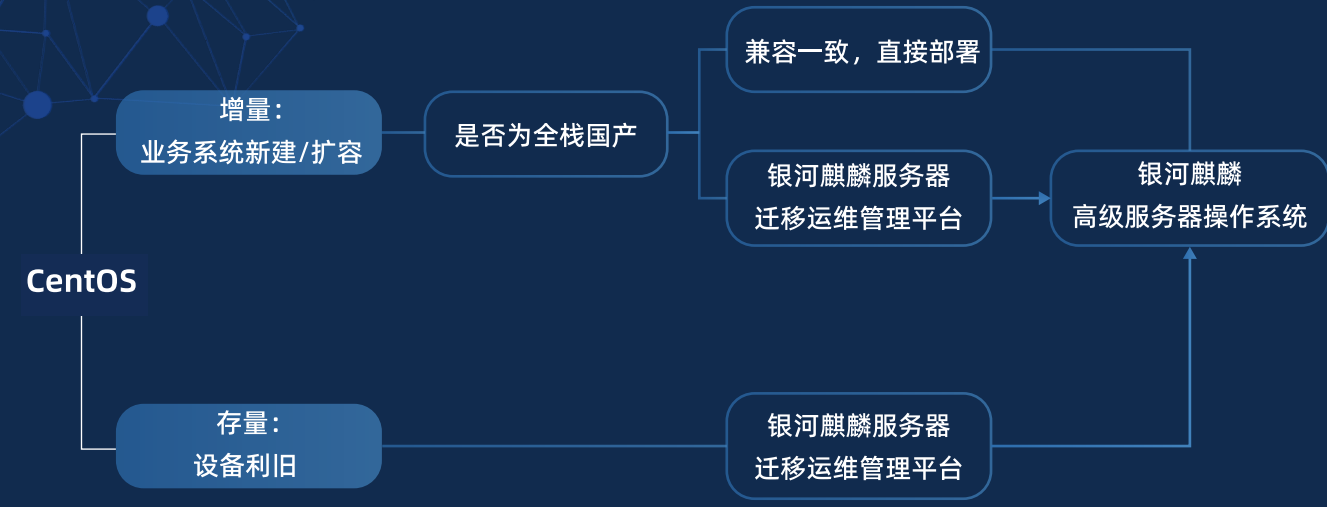 增量：
业务系统新建/扩容
是否为全栈国产
兼容一致，直接部署
银河麒麟服务器
迁移运维管理平台
银河麒麟
高级服务器操作系统
CentOS
存量：
设备利旧
银河麒麟服务器
迁移运维管理平台